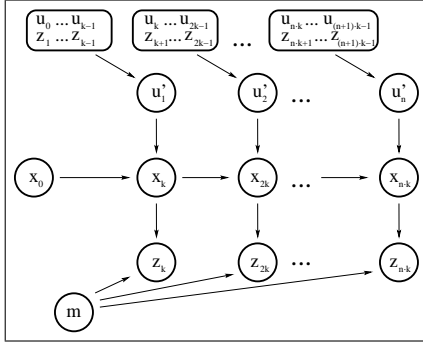 u₀ ... uₖ₋₁ uₖ ... u₂ₖ₋₁ uₙ·ₖ ... u₍ₙ₊₁₎·ₖ₋₁
z₁ ... zₖ₋₁ zₖ₊₁ ... z₂ₖ₋₁ ... zₙ·ₖ₊₁ ... z₍ₙ₊₁₎·ₖ₋₁
u'₁ u'₂ ... u'ₙ
x₀ xₖ x₂ₖ ... xₙ·ₖ
zₖ z₂ₖ ... zₙ·ₖ
m